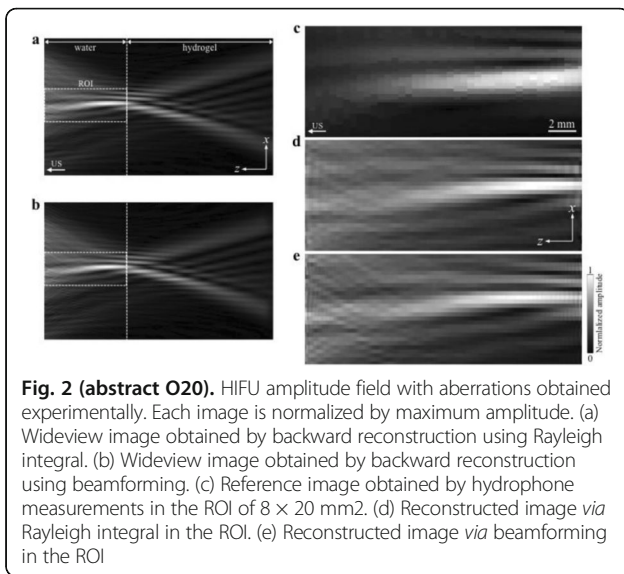 a
water
hydrogel
ROI
US
x
z
b
c
US
2 mm
d
x
z
e
1
Normlalized amplitude
0
Fig. 2 (abstract O20). HIFU amplitude field with aberrations obtained
experimentally. Each image is normalized by maximum amplitude. (a)
Wideview image obtained by backward reconstruction using Rayleigh
integral. (b) Wideview image obtained by backward reconstruction
using beamforming. (c) Reference image obtained by hydrophone
measurements in the ROI of 8 × 20 mm2. (d) Reconstructed image via
Rayleigh integral in the ROI. (e) Reconstructed image via beamforming
in the ROI